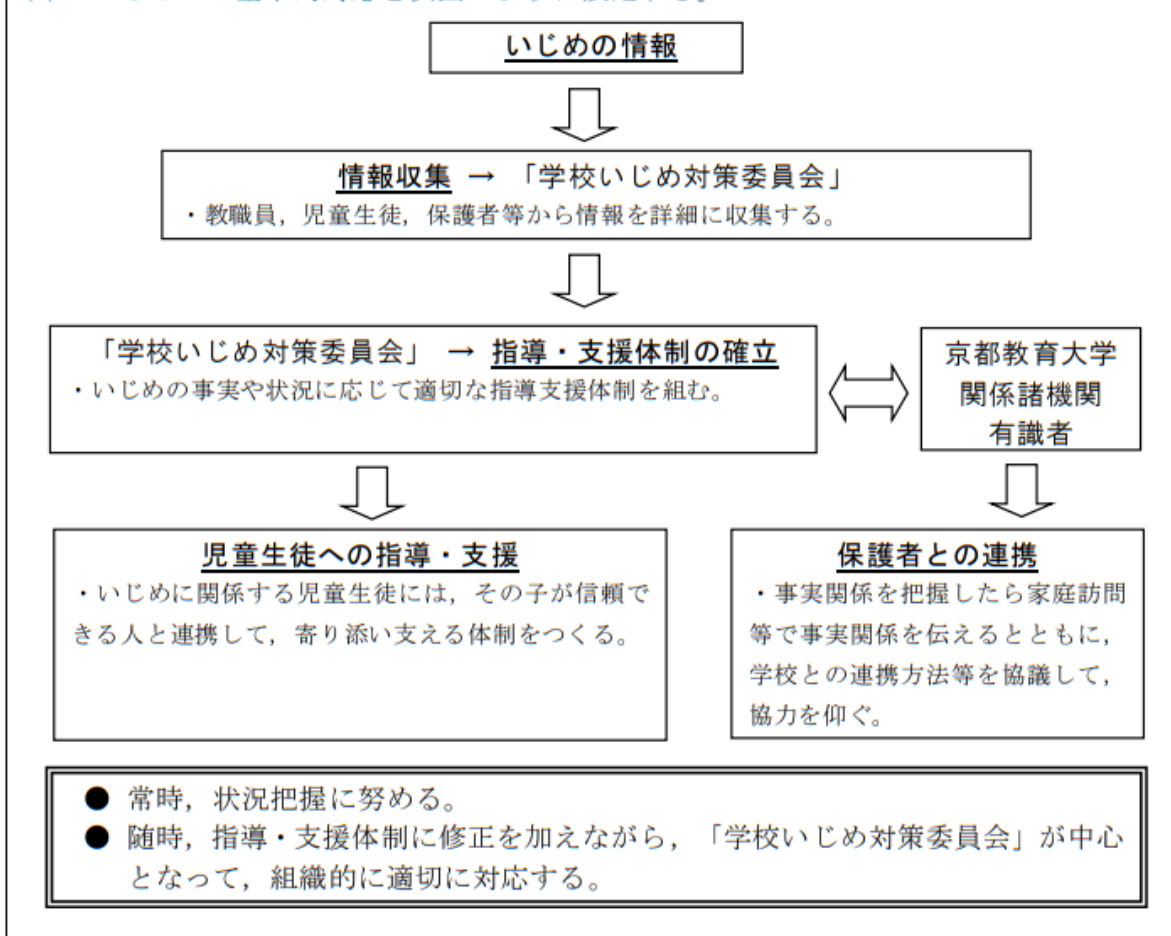 いじめの情報
情報収集 → 「学校いじめ対策委員会」
・教職員，児童生徒，保護者等から情報を詳細に収集する。
「学校いじめ対策委員会」 → 指導・支援体制の確立
・いじめの事実や状況に応じて適切な指導支援体制を組む。
京都教育大学
関係諸機関
有識者
児童生徒への指導・支援
・いじめに関係する児童生徒には，その子が信頼で
きる人と連携して，寄り添い支える体制をつくる。
保護者との連携
・事実関係を把握したら家庭訪問
等で事実関係を伝えるとともに，
学校との連携方法等を協議して，
協力を仰ぐ。
● 常時，状況把握に努める。
● 随時，指導・支援体制に修正を加えながら，「学校いじめ対策委員会」が中心
となって，組織的に適切に対応する。